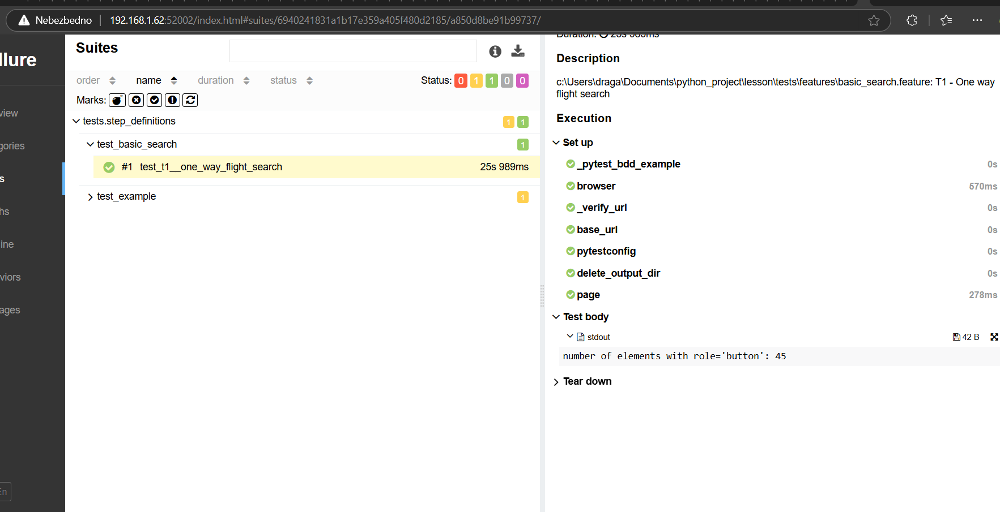 Nebezbedno 192.168.1.62:52002/index.html#suites/6940241831a1b17e359a405f480d2185/a850d8be91b99737/
llure
view
gories
s
hs
ine
viors
ages
En
Suites
order name duration status Status: 0 1 1 0 0
Marks:
tests.step_definitions 1 1
test_basic_search 1
#1 test_t1__one_way_flight_search 25s 989ms
test_example 1
Duration: 25s 989ms
Description
c:\Users\draga\Documents\python_project\lesson\tests\features\basic_search.feature: T1 - One way
flight search
Execution
Set up
_pytest_bdd_example 0s
browser 570ms
_verify_url 0s
base_url 0s
pytestconfig 0s
delete_output_dir 0s
page 278ms
Test body
stdout 42 B
number of elements with role='button': 45
Tear down